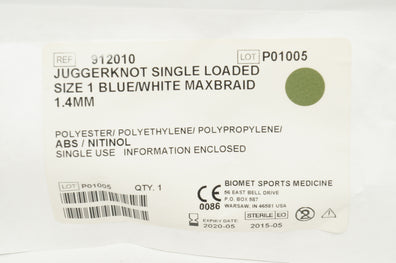 REF 912010 LOT P01005
JUGGERKNOT SINGLE LOADED
SIZE 1 BLUE/WHITE MAXBRAID
1.4MM
POLYESTER/ POLYETHYLENE/ POLYPROPYLENE/
ABS / NITINOL
SINGLE USE INFORMATION ENCLOSED
LOT P01005 QTY. 1
CE
0086
BIOMET SPORTS MEDICINE
56 EAST BELL DRIVE
P.O. BOX 587
WARSAW, IN 46581 USA
EXPIRY DATE
2020-05
STERILE EO
2015-05